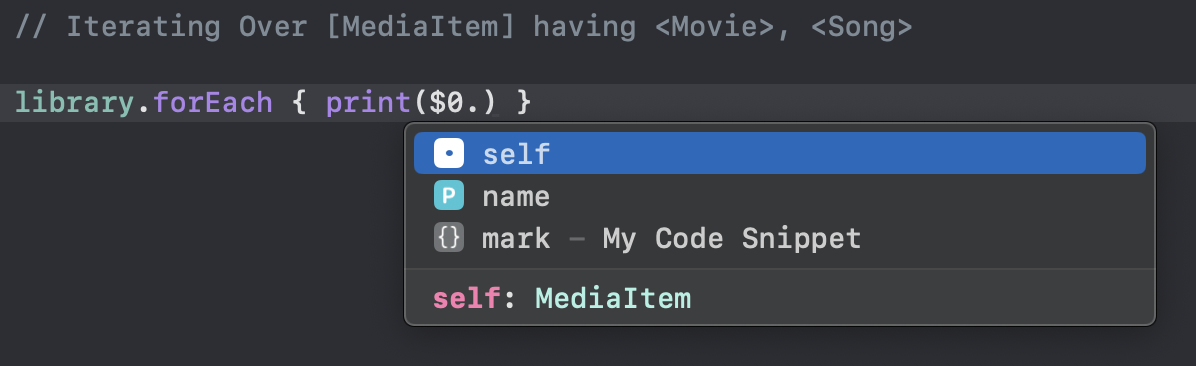 // Iterating Over [MediaItem] having <Movie>, <Song>
library.forEach { print($0.) }
self
P name
{} mark – My Code Snippet
self: MediaItem